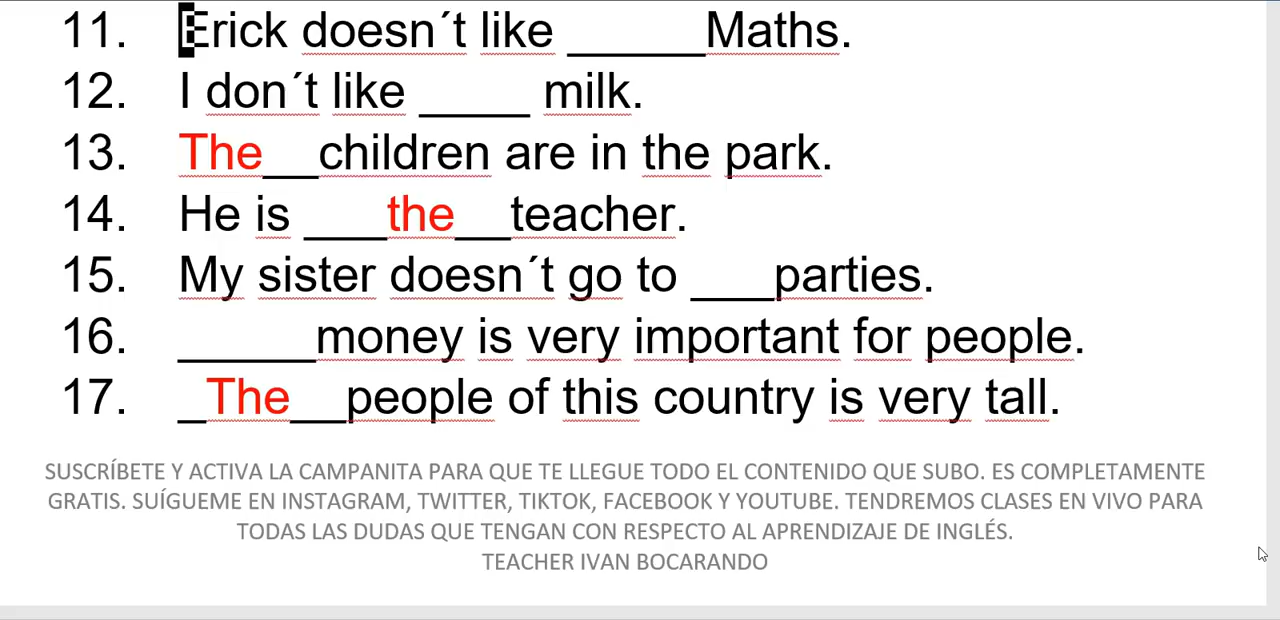 11. Erick doesn´t like _____Maths.
12. I don´t like ____ milk.
13. The__children are in the park.
14. He is ___the__teacher.
15. My sister doesn´t go to ___parties.
16. _____money is very important for people.
17. _The__people of this country is very tall.
SUSCRÍBETE Y ACTIVA LA CAMPANITA PARA QUE TE LLEGUE TODO EL CONTENIDO QUE SUBO. ES COMPLETAMENTE
GRATIS. SUÍGUEME EN INSTAGRAM, TWITTER, TIKTOK, FACEBOOK Y YOUTUBE. TENDREMOS CLASES EN VIVO PARA
TODAS LAS DUDAS QUE TENGAN CON RESPECTO AL APRENDIZAJE DE INGLÉS.
TEACHER IVAN BOCARANDO